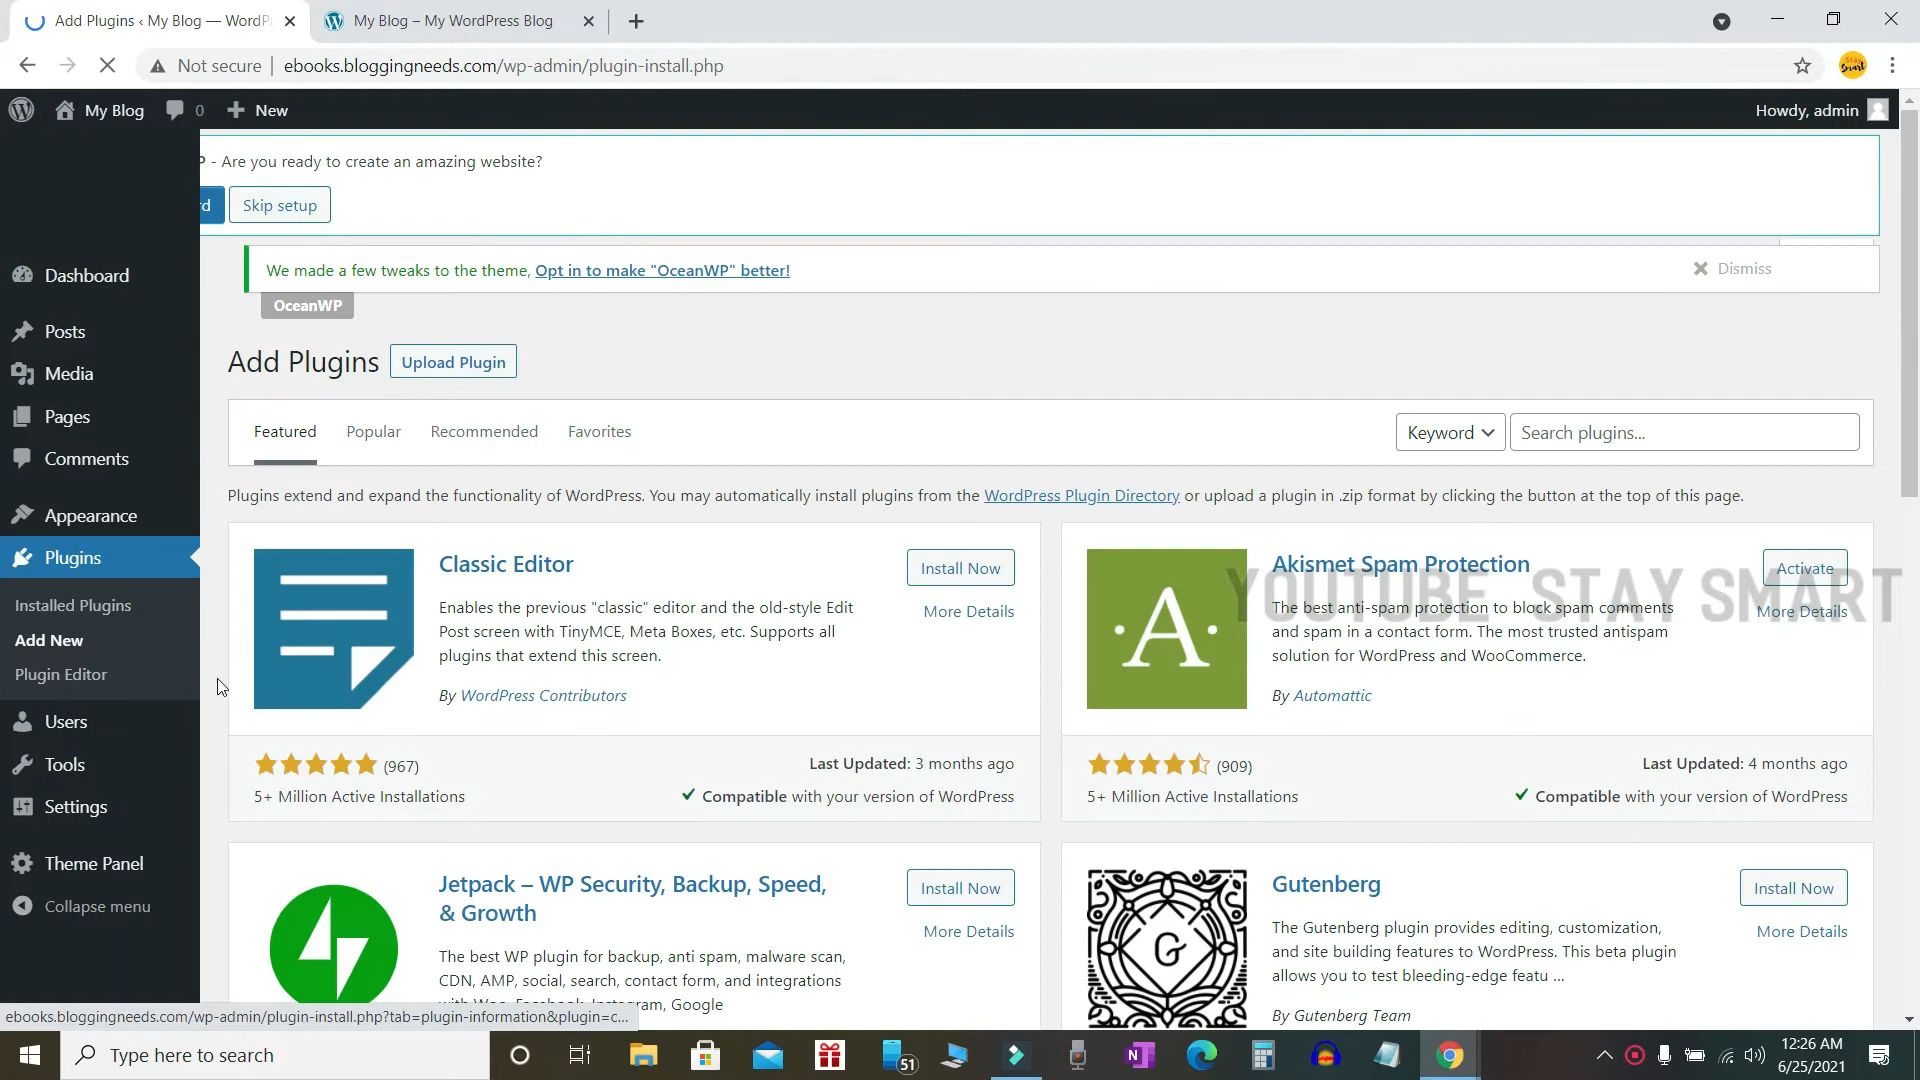 Add Plugins ‹ My Blog — WordP
My Blog – My WordPress Blog
Not secure
ebooks.bloggingneeds.com/wp-admin/plugin-install.php
My Blog
0
New
Howdy, admin
P - Are you ready to create an amazing website?
rd
Skip setup
We made a few tweaks to the theme, Opt in to make "OceanWP" better!
Dismiss
OceanWP
Dashboard
Posts
Media
Pages
Comments
Appearance
Plugins
Installed Plugins
Add New
Plugin Editor
Users
Tools
Settings
Theme Panel
Collapse menu
Add Plugins
Upload Plugin
Featured
Popular
Recommended
Favorites
Keyword
Search plugins...
Plugins extend and expand the functionality of WordPress. You may automatically install plugins from the WordPress Plugin Directory or upload a plugin in .zip format by clicking the button at the top of this page.
Classic Editor
Install Now
More Details
Enables the previous "classic" editor and the old-style Edit
Post screen with TinyMCE, Meta Boxes, etc. Supports all
plugins that extend this screen.
By WordPress Contributors
(967)
Last Updated: 3 months ago
5+ Million Active Installations
Compatible with your version of WordPress
Akismet Spam Protection
Activate
More Details
YOUTUBE STAY SMART
The best anti-spam protection to block spam comments
and spam in a contact form. The most trusted antispam
solution for WordPress and WooCommerce.
By Automattic
(909)
Last Updated: 4 months ago
5+ Million Active Installations
Compatible with your version of WordPress
Jetpack – WP Security, Backup, Speed,
& Growth
Install Now
More Details
The best WP plugin for backup, anti spam, malware scan,
CDN, AMP, social, search, contact form, and integrations
with Woo, Facebook, Instagram, Google
Gutenberg
Install Now
More Details
The Gutenberg plugin provides editing, customization,
and site building features to WordPress. This beta plugin
allows you to test bleeding-edge featu ...
By Gutenberg Team
ebooks.bloggingneeds.com/wp-admin/plugin-install.php?tab=plugin-information&plugin=c...
Type here to search
51
12:26 AM
6/25/2021